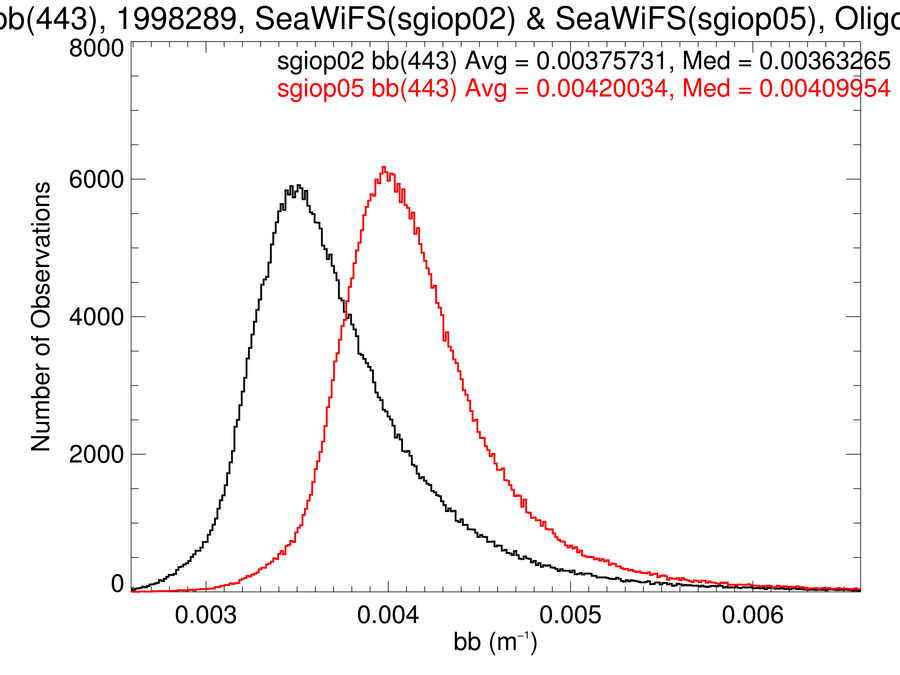 bb(443), 1998289, SeaWiFS(sgiop02) & SeaWiFS(sgiop05), Oligo
sgiop02 bb(443) Avg = 0.00375731, Med = 0.00363265
sgiop05 bb(443) Avg = 0.00420034, Med = 0.00409954
Number of Observations
8000
6000
4000
2000
0
0.003 0.004 0.005 0.006
bb (m⁻¹)